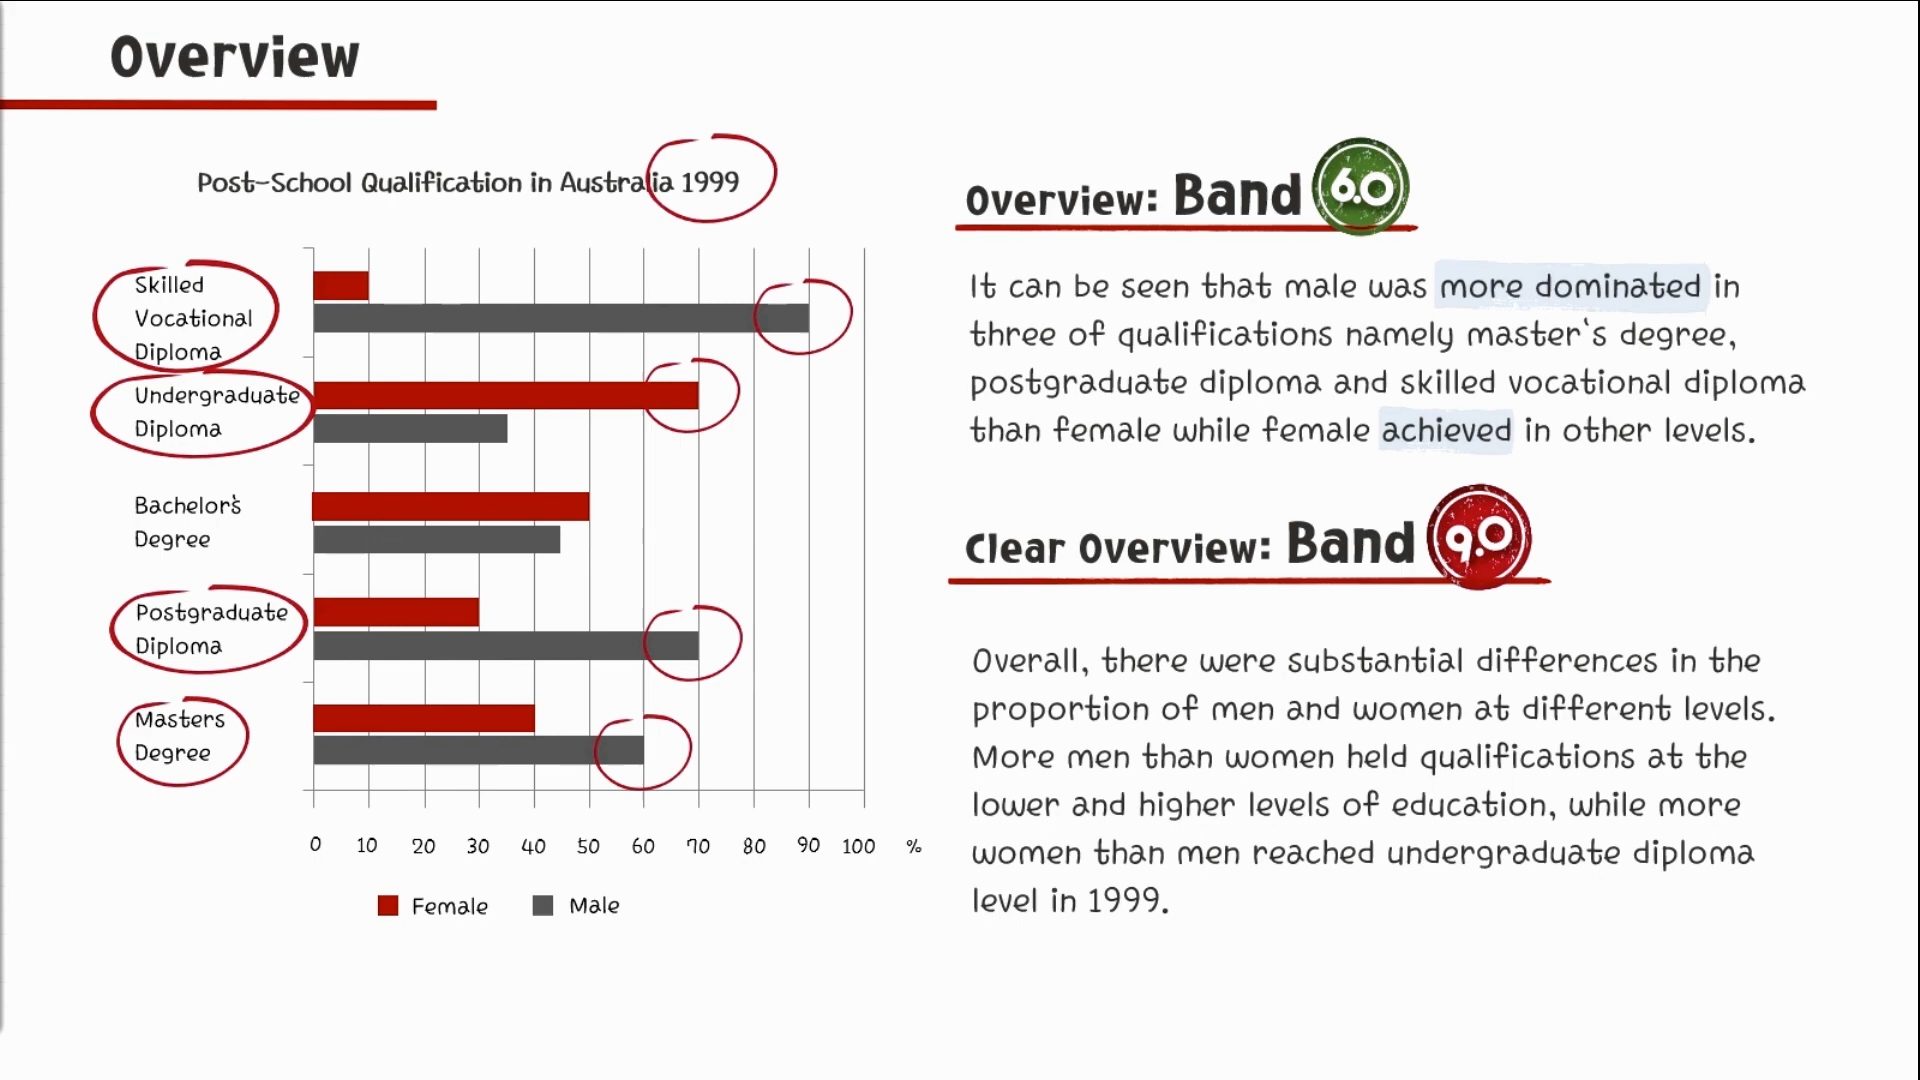 Overview
Post-School Qualification in Australia 1999
Skilled
Vocational
Diploma
Undergraduate
Diploma
Bachelor's
Degree
Postgraduate
Diploma
Masters
Degree
0 10 20 30 40 50 60 70 80 90 100 %
Female Male
Overview: Band 6.0
It can be seen that male was more dominated in
three of qualifications namely master's degree,
postgraduate diploma and skilled vocational diploma
than female while female achieved in other levels.
Clear Overview: Band 9.0
Overall, there were substantial differences in the
proportion of men and women at different levels.
More men than women held qualifications at the
lower and higher levels of education, while more
women than men reached undergraduate diploma
level in 1999.